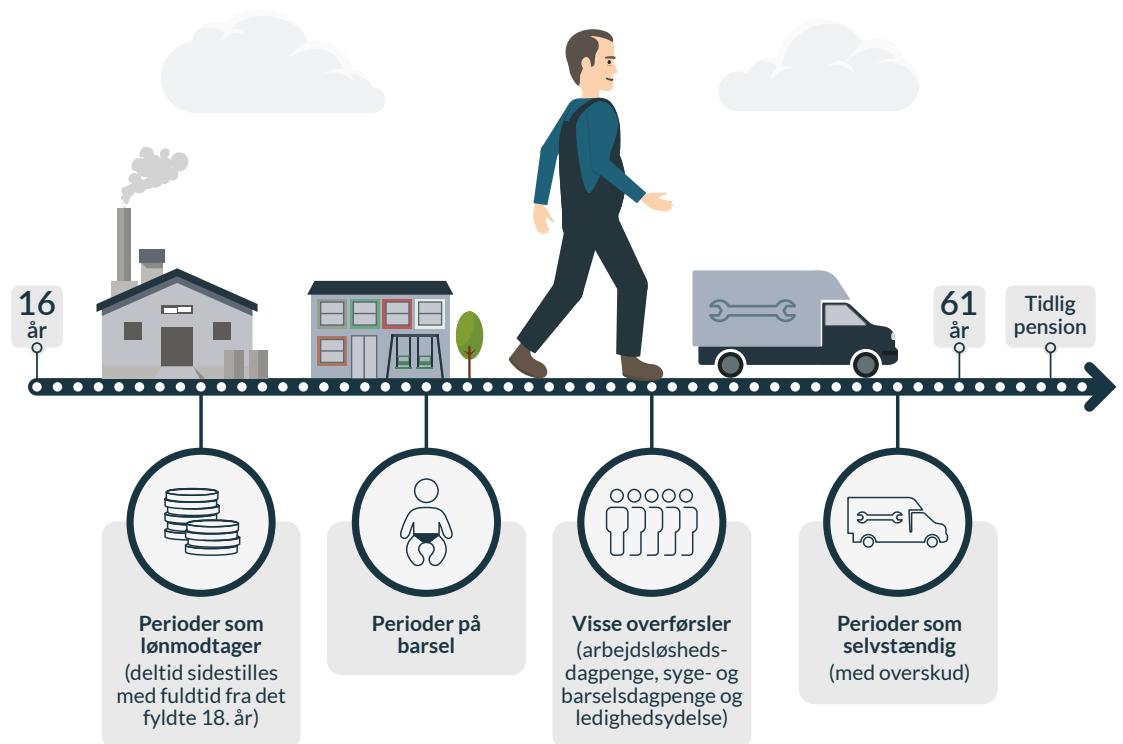 16
år
61
år
Tidlig
pension
Perioder som
lønmodtager
(deltid sidestilles
med fuldtid fra det
fyldte 18. år)
Perioder på
barsel
Visse overførsler
(arbejdsløsheds-
dagpenge, syge- og
barselsdagpenge og
ledighedsydelse)
Perioder som
selvstændig
(med overskud)